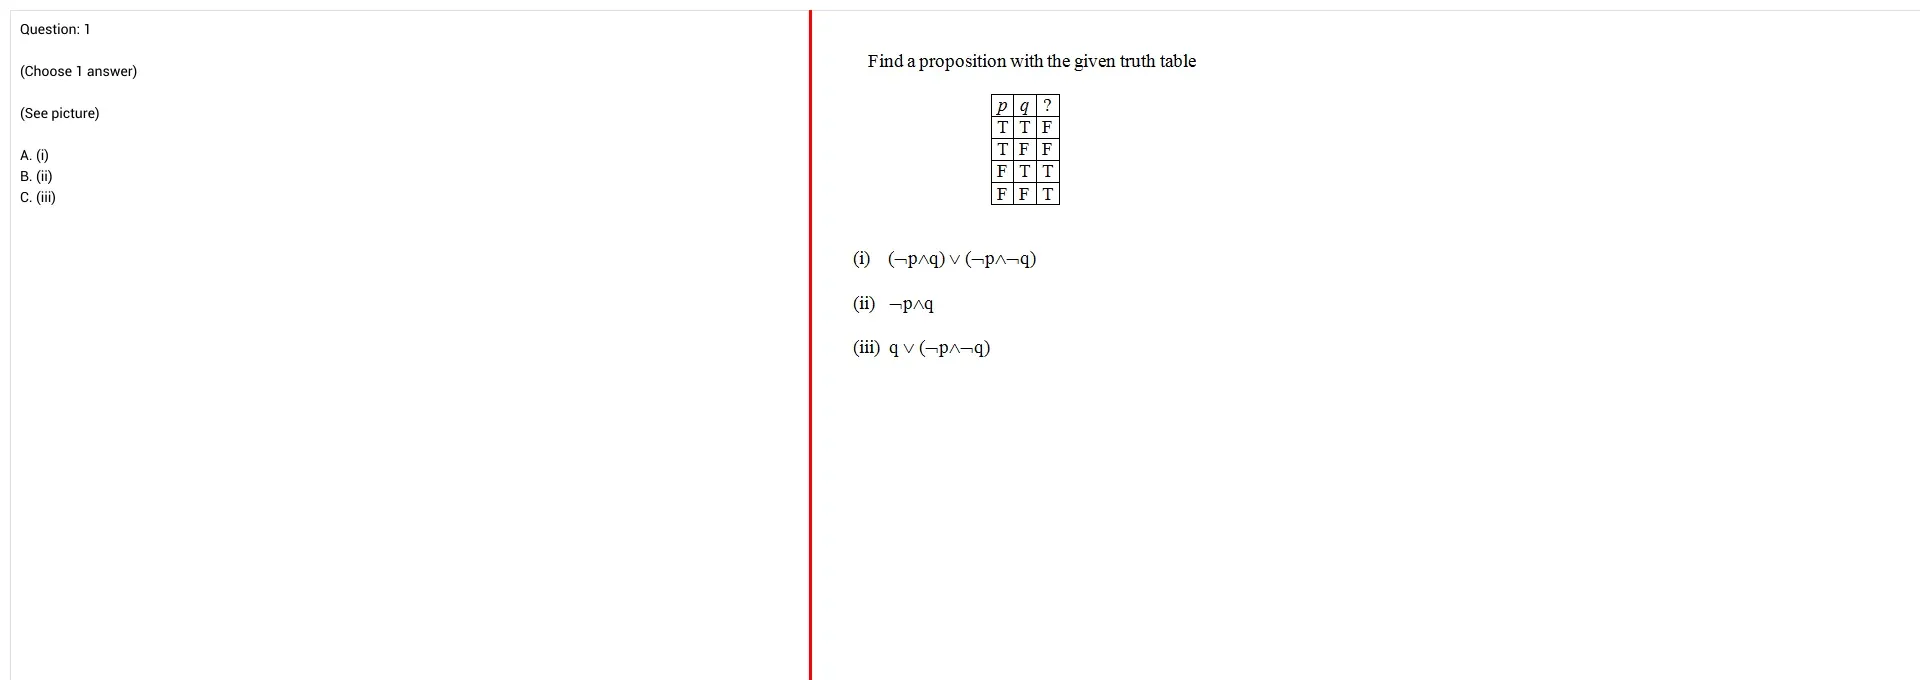 Question: 1
(Choose 1 answer)
(See picture)
A. (i)
B. (ii)
C. (iii)
Find a proposition with the given truth table
p q ?
T T F
T F F
F T T
F F T
(i) (¬p∧q) ∨ (¬p∧¬q)
(ii) ¬p∧q
(iii) q ∨ (¬p∧¬q)